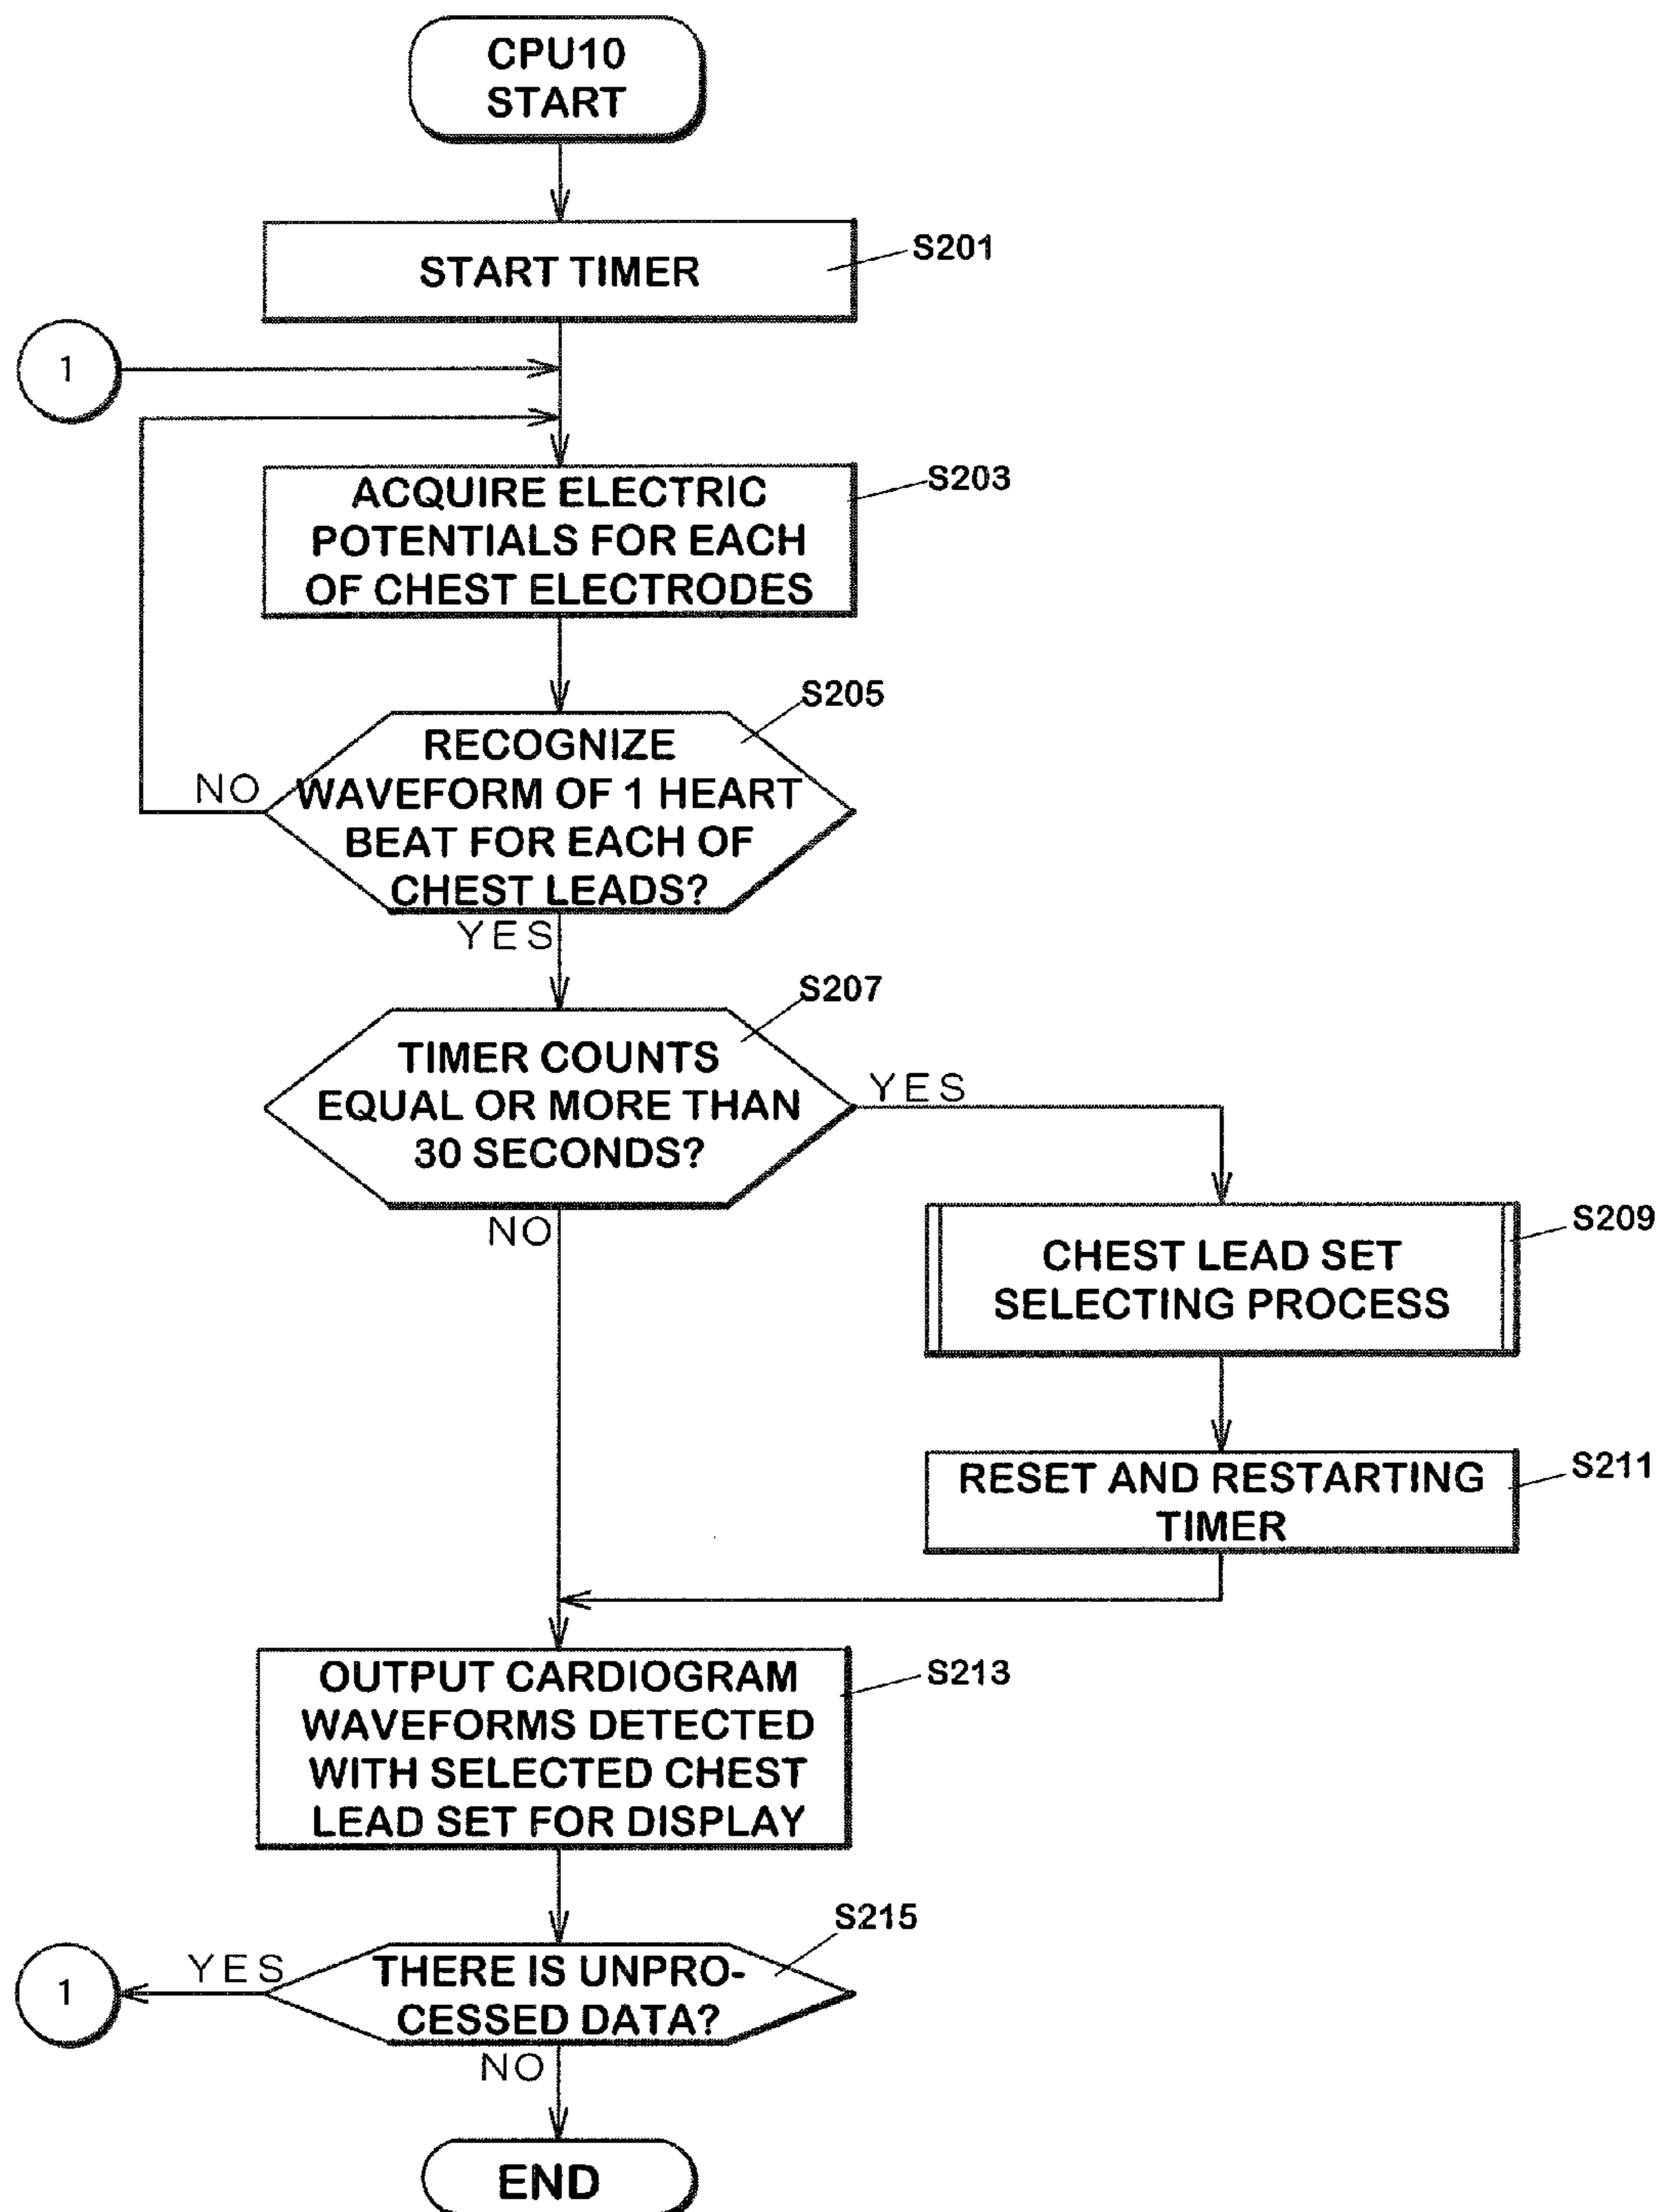 CPU10
START
START TIMER
S201
1
ACQUIRE ELECTRIC
POTENTIALS FOR EACH
OF CHEST ELECTRODES
S203
S205
RECOGNIZE
WAVEFORM OF 1 HEART
BEAT FOR EACH OF
CHEST LEADS?
NO
YES
S207
TIMER COUNTS
EQUAL OR MORE THAN
30 SECONDS?
YES
NO
CHEST LEAD SET
SELECTING PROCESS
S209
RESET AND RESTARTING
TIMER
S211
OUTPUT CARDIOGRAM
WAVEFORMS DETECTED
WITH SELECTED CHEST
LEAD SET FOR DISPLAY
S213
S215
THERE IS UNPRO-
CESSED DATA?
YES
1
NO
END